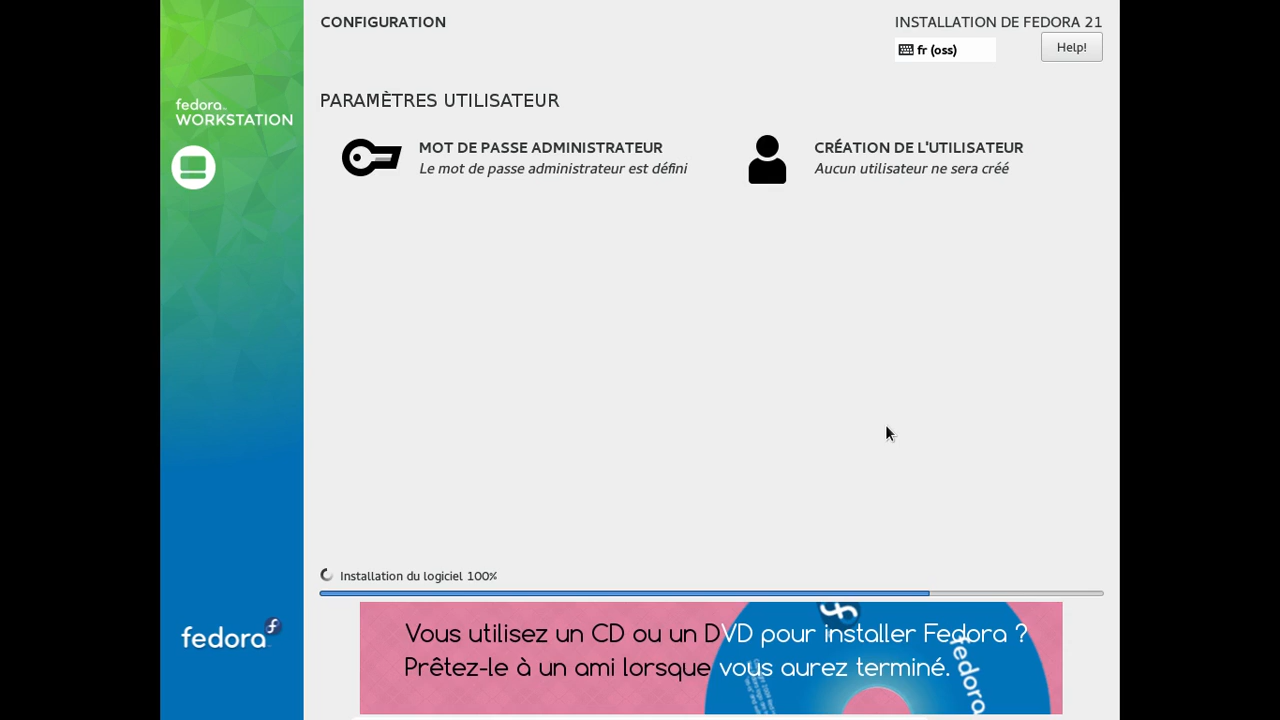 CONFIGURATION
INSTALLATION DE FEDORA 21
fr (oss)
Help!
fedora
WORKSTATION
PARAMÈTRES UTILISATEUR
MOT DE PASSE ADMINISTRATEUR
Le mot de passe administrateur est défini
CRÉATION DE L'UTILISATEUR
Aucun utilisateur ne sera créé
Installation du logiciel 100%
Vous utilisez un CD ou un DVD pour installer Fedora ?
Prêtez-le à un ami lorsque vous aurez terminé.
fedora
fedora